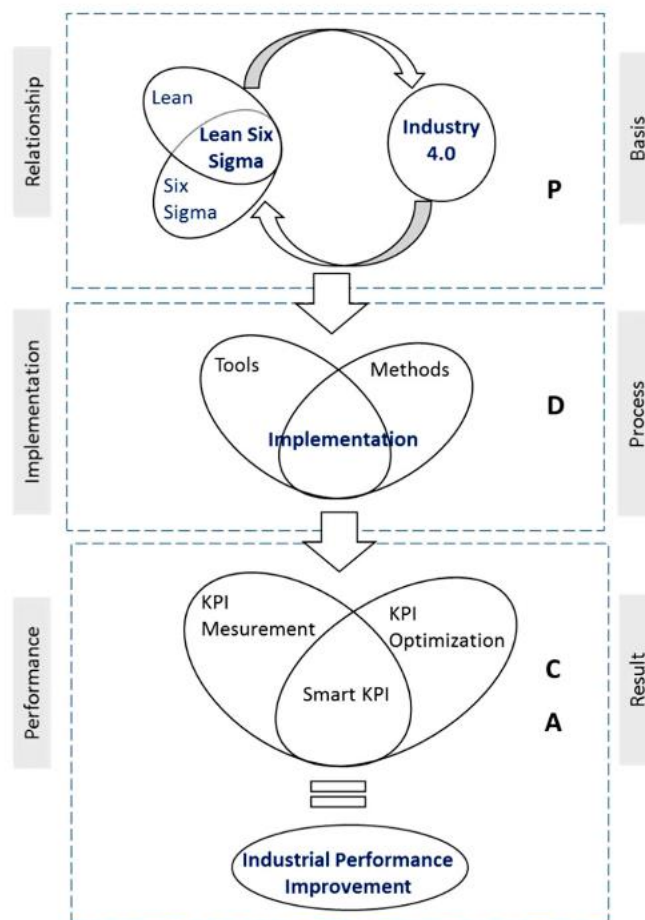 Relationship
Lean
Lean Six
Sigma
Six
Sigma
Industry
4.0
P
Basis
Implementation
Tools
Methods
Implementation
D
Process
Performance
KPI
Mesurement
KPI
Optimization
Smart KPI
C
A
Result
Industrial Performance
Improvement